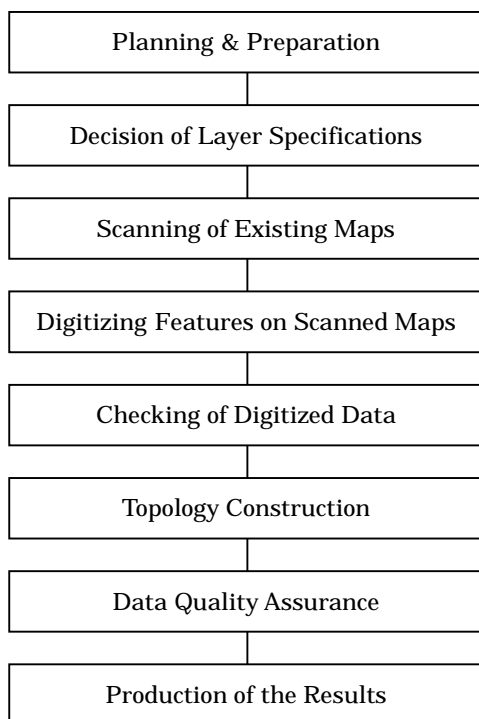 Planning & Preparation
Decision of Layer Specifications
Scanning of Existing Maps
Digitizing Features on Scanned Maps
Checking of Digitized Data
Topology Construction
Data Quality Assurance
Production of the Results